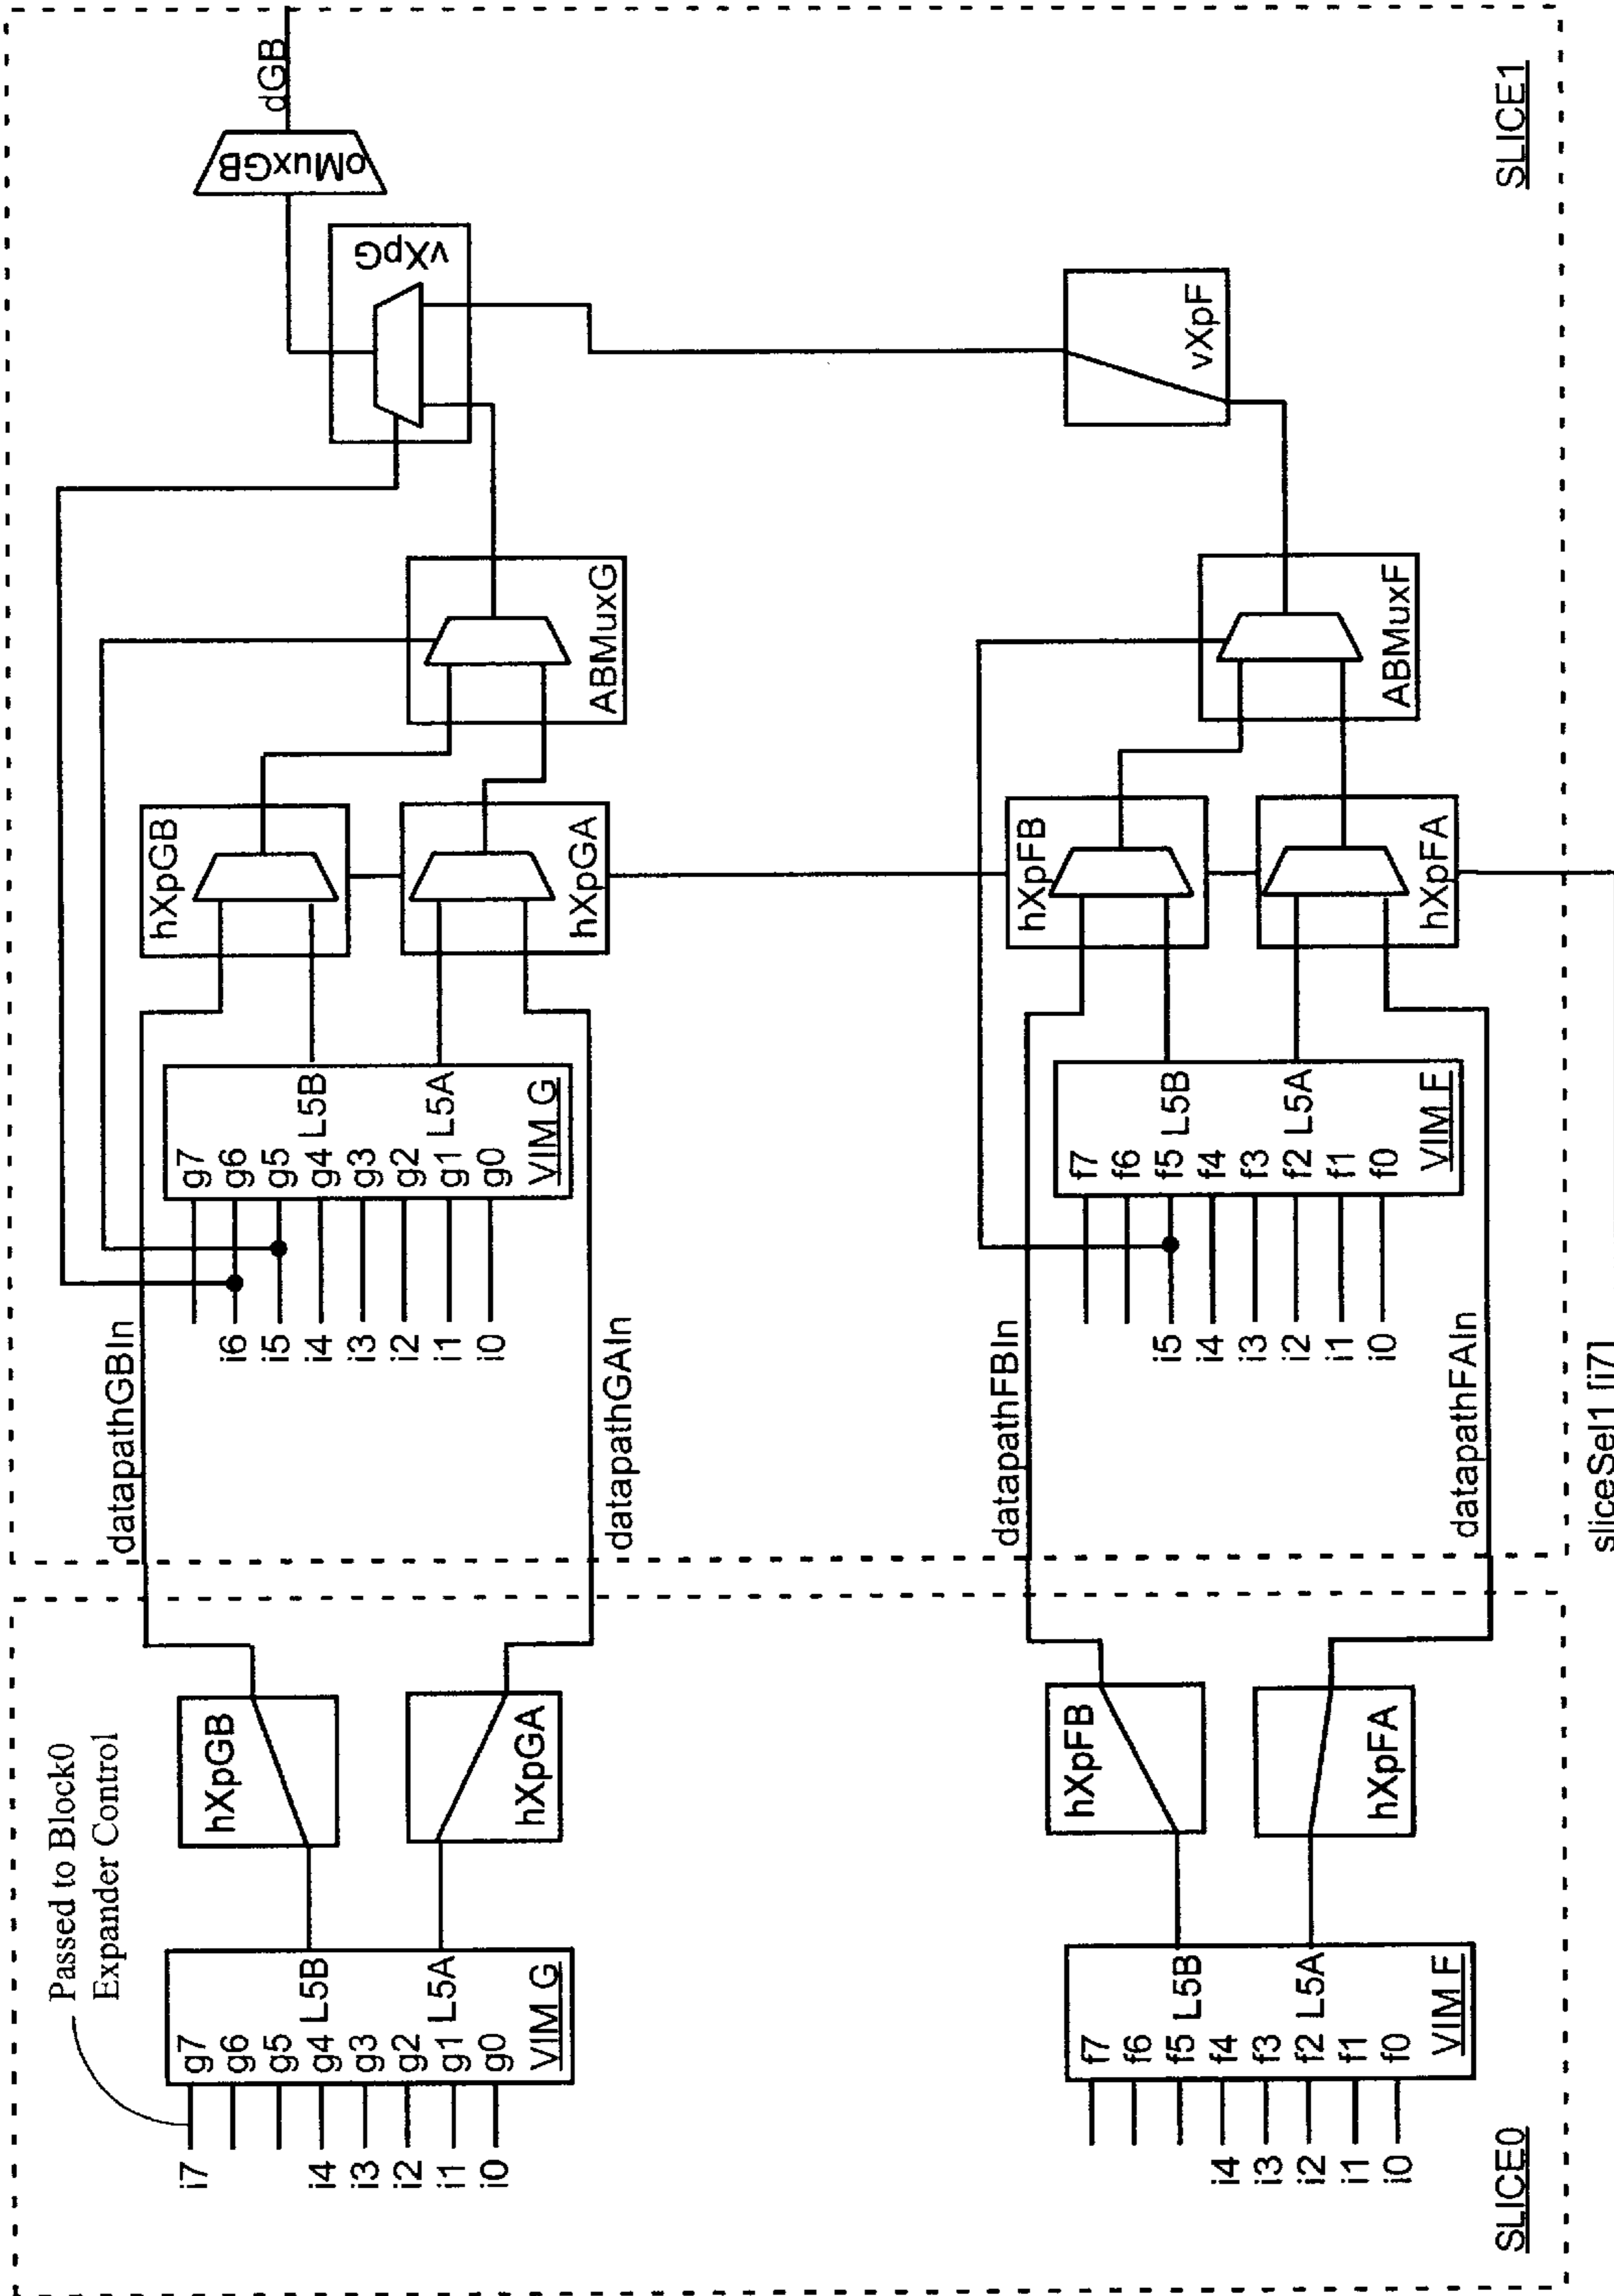 Passed to Block0
Expander Control
i7
i4
i3
i2
i1
i0
g7
g6
g5
g4
g3
g2
g1
g0
L5B
L5A
VIM G
hXpGB
hXpGA
i4
i3
i2
i1
i0
f7
f6
f5
f4
f3
f2
f1
f0
L5B
L5A
VIM F
hXpFB
hXpFA
SLICE0
datapathGBIn
datapathGAIn
i6
i5
i4
i3
i2
i1
i0
g7
g6
g5
g4
g3
g2
g1
g0
L5B
L5A
VIM G
hXpGB
hXpGA
ABMuxG
vXpG
oMuxGB
dGB
datapathFBIn
datapathFAIn
i5
i4
i3
i2
i1
i0
f7
f6
f5
f4
f3
f2
f1
f0
L5B
L5A
VIM F
hXpFB
hXpFA
ABMuxF
vXpF
SLICE1
sliceSel1 [i7]